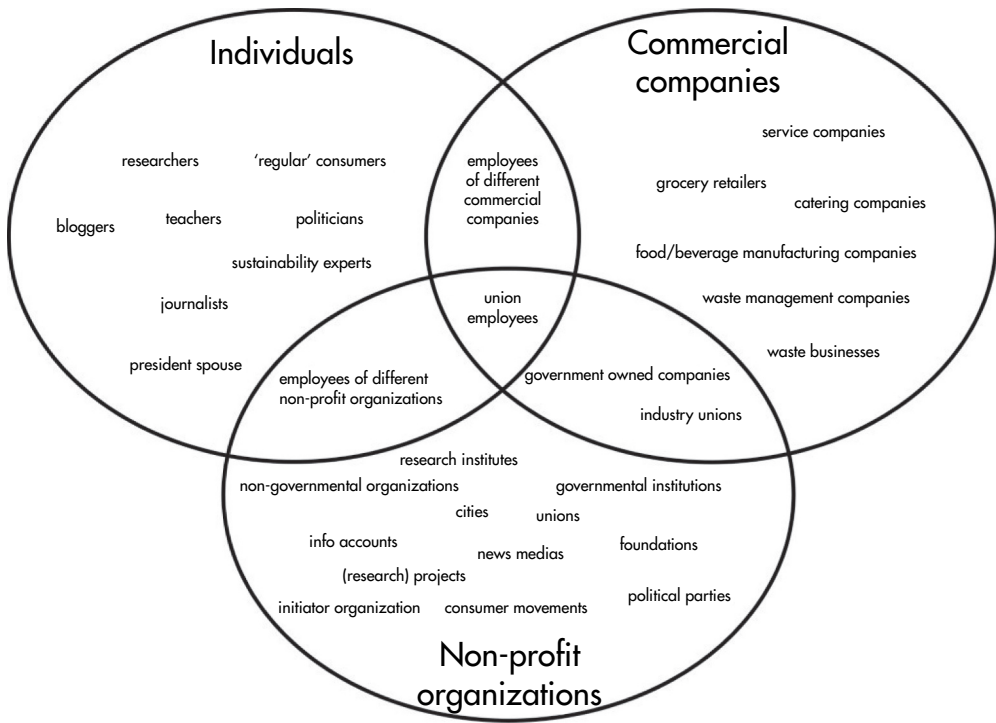 Individuals
Commercial
companies
service companies
researchers
‘regular’ consumers
employees
of different
commercial
companies
grocery retailers
catering companies
bloggers
teachers
politicians
food/beverage manufacturing companies
sustainability experts
journalists
union
employees
waste management companies
president spouse
waste businesses
employees of different
non-profit organizations
government owned companies
industry unions
research institutes
non-governmental organizations
governmental institutions
cities
unions
info accounts
news medias
foundations
(research) projects
initiator organization
consumer movements
political parties
Non-profit
organizations